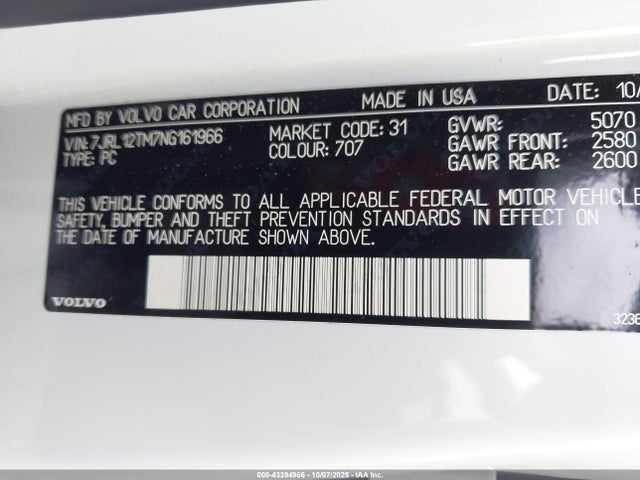 MFD BY VOLVO CAR CORPORATION MADE IN USA DATE: 10/
VIN: 7JRL12TM7NG161966 MARKET CODE: 31 GVWR: 5070
TYPE: PC COLOUR: 707 GAWR FRONT: 2580
GAWR REAR: 2600
THIS VEHICLE CONFORMS TO ALL APPLICABLE FEDERAL MOTOR VEHICLE
SAFETY, BUMPER AND THEFT PREVENTION STANDARDS IN EFFECT ON
THE DATE OF MANUFACTURE SHOWN ABOVE.
VOLVO
3236
000-43394966 - 10/07/2025 - IAA Inc.